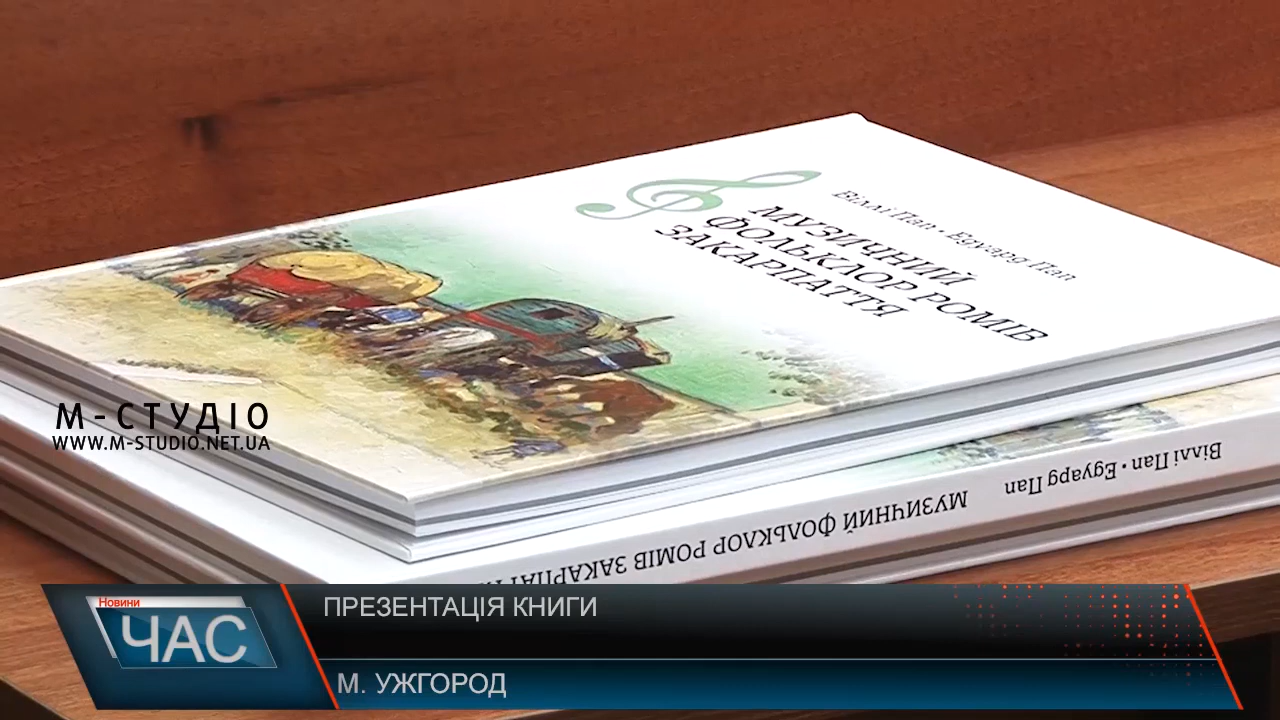 Віллі Пап • Едуард Пап
МУЗИЧНИЙ
ФОЛЬКЛОР РОМІВ
ЗАКАРПАТТЯ
М-СТУДІО
WWW.M-STUDIO.NET.UA
Віллі Пап • Едуард Пап
МУЗИЧНИЙ ФОЛЬКЛОР РОМІВ
Новини
ЧАС
ПРЕЗЕНТАЦІЯ КНИГИ
М. УЖГОРОД